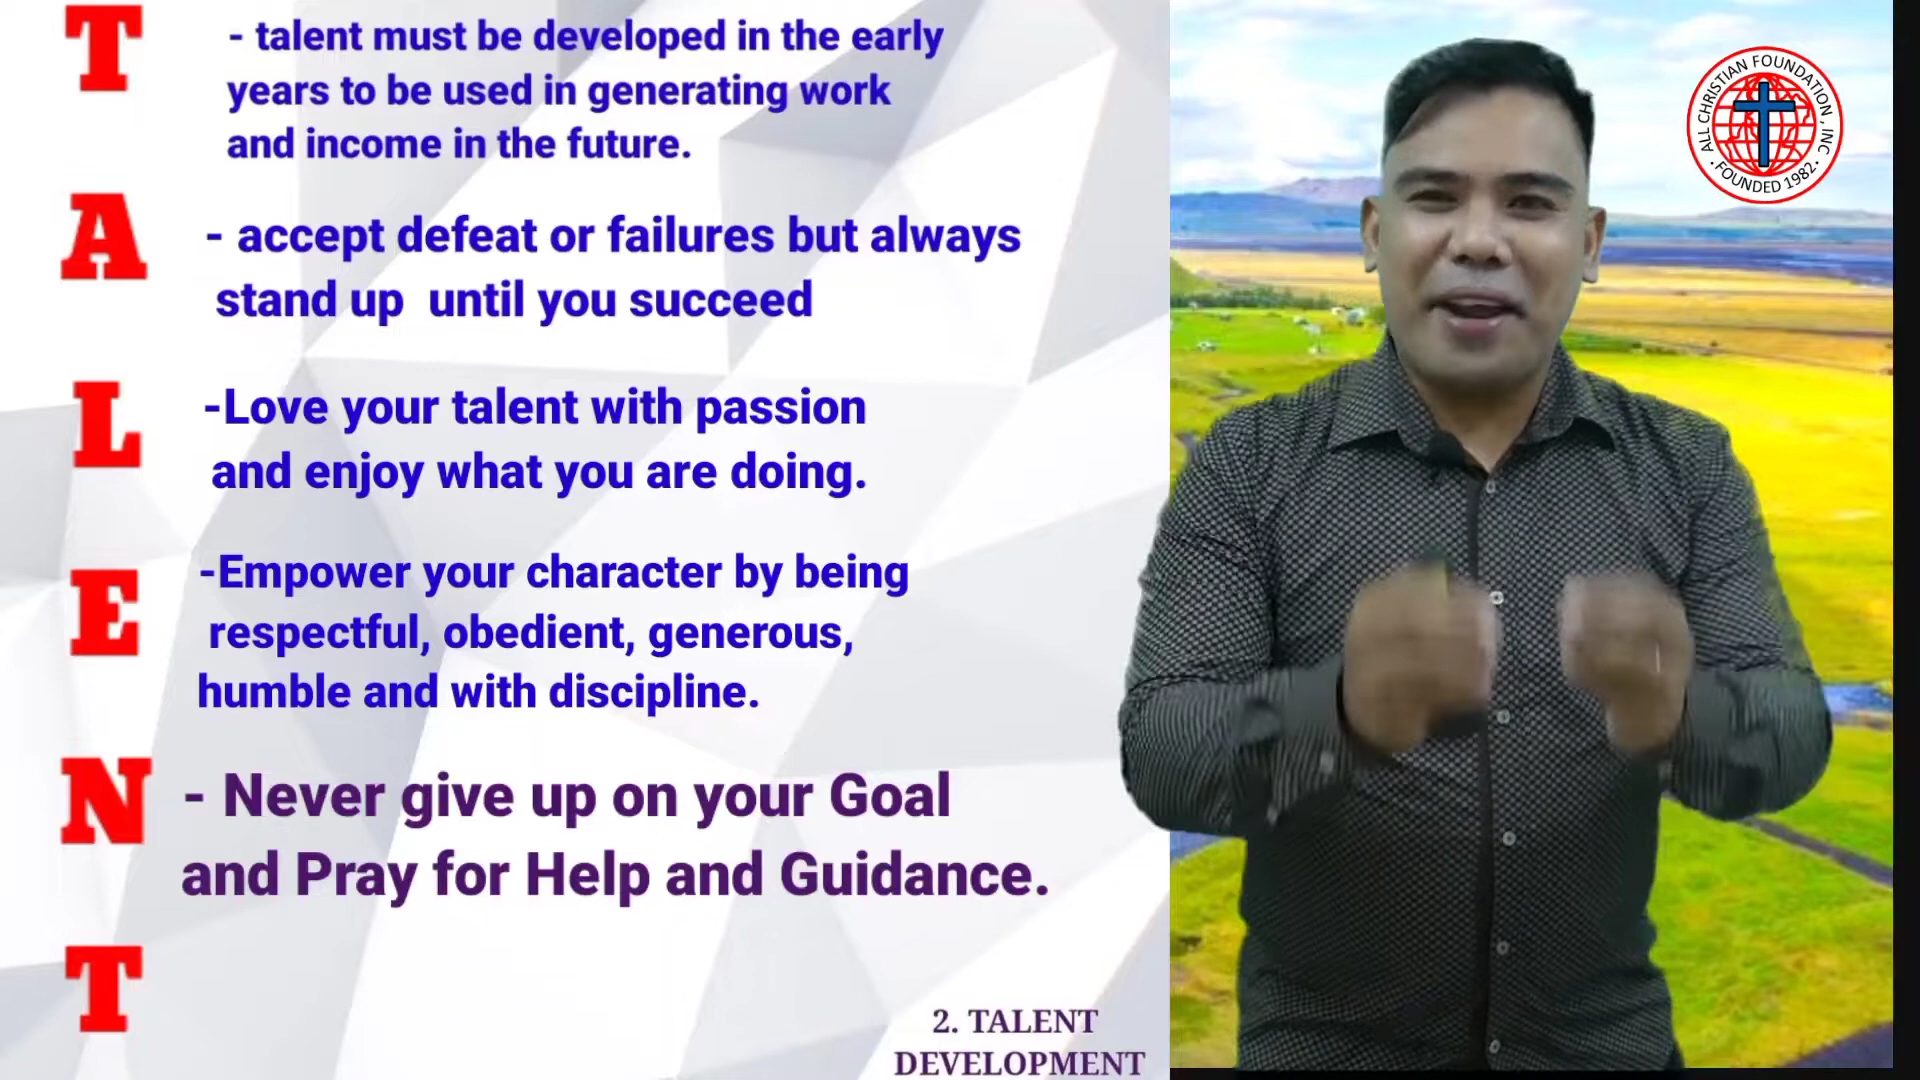 T
- talent must be developed in the early
years to be used in generating work
and income in the future.
A
- accept defeat or failures but always
stand up until you succeed
L
-Love your talent with passion
and enjoy what you are doing.
E
-Empower your character by being
respectful, obedient, generous,
humble and with discipline.
N
- Never give up on your Goal
and Pray for Help and Guidance.
T
2. TALENT
DEVELOPMENT
ALL CHRISTIAN FOUNDATION, INC
• FOUNDED 1982 •